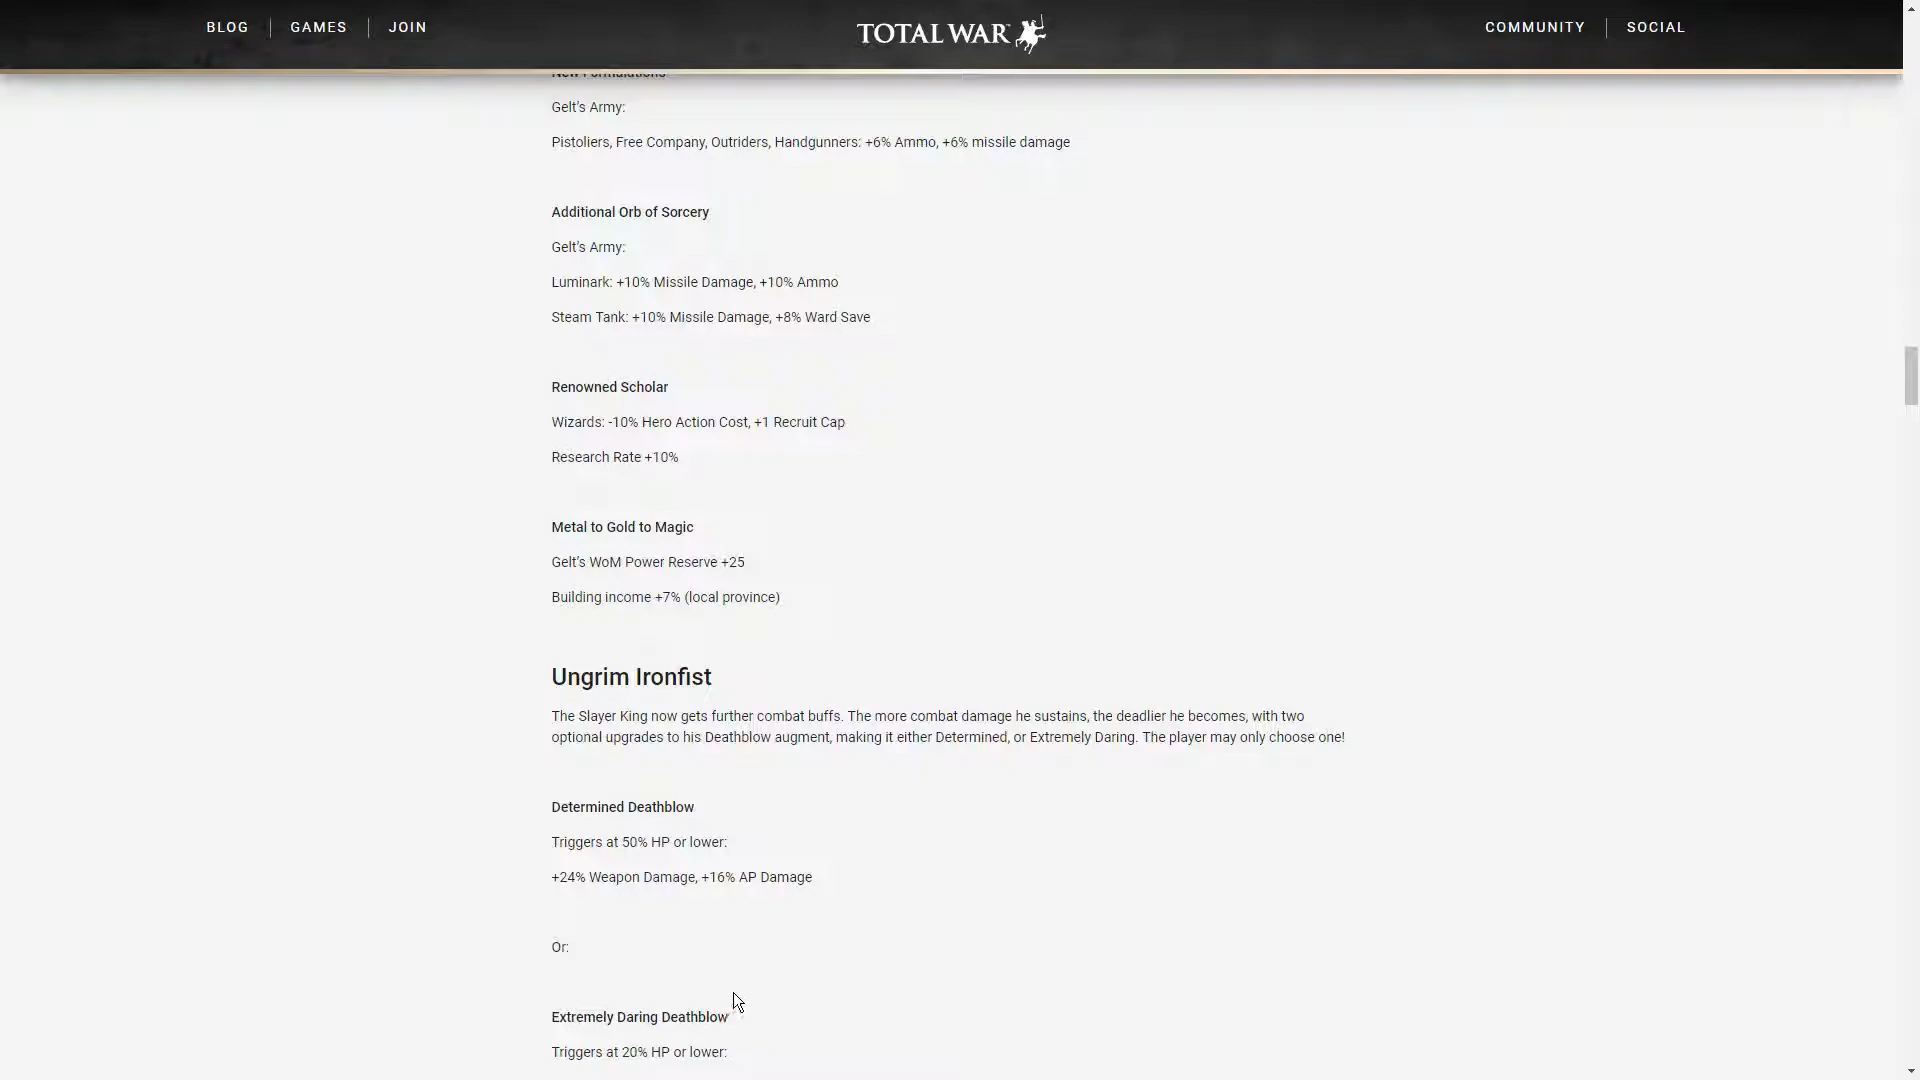 BLOG
GAMES
JOIN
TOTAL WAR
COMMUNITY
SOCIAL
New Formulations
Gelt's Army:
Pistoliers, Free Company, Outriders, Handgunners: +6% Ammo, +6% missile damage
Additional Orb of Sorcery
Gelt's Army:
Luminark: +10% Missile Damage, +10% Ammo
Steam Tank: +10% Missile Damage, +8% Ward Save
Renowned Scholar
Wizards: -10% Hero Action Cost, +1 Recruit Cap
Research Rate +10%
Metal to Gold to Magic
Gelt's WoM Power Reserve +25
Building income +7% (local province)
Ungrim Ironfist
The Slayer King now gets further combat buffs. The more combat damage he sustains, the deadlier he becomes, with two
optional upgrades to his Deathblow augment, making it either Determined, or Extremely Daring. The player may only choose one!
Determined Deathblow
Triggers at 50% HP or lower:
+24% Weapon Damage, +16% AP Damage
Or:
Extremely Daring Deathblow
Triggers at 20% HP or lower: